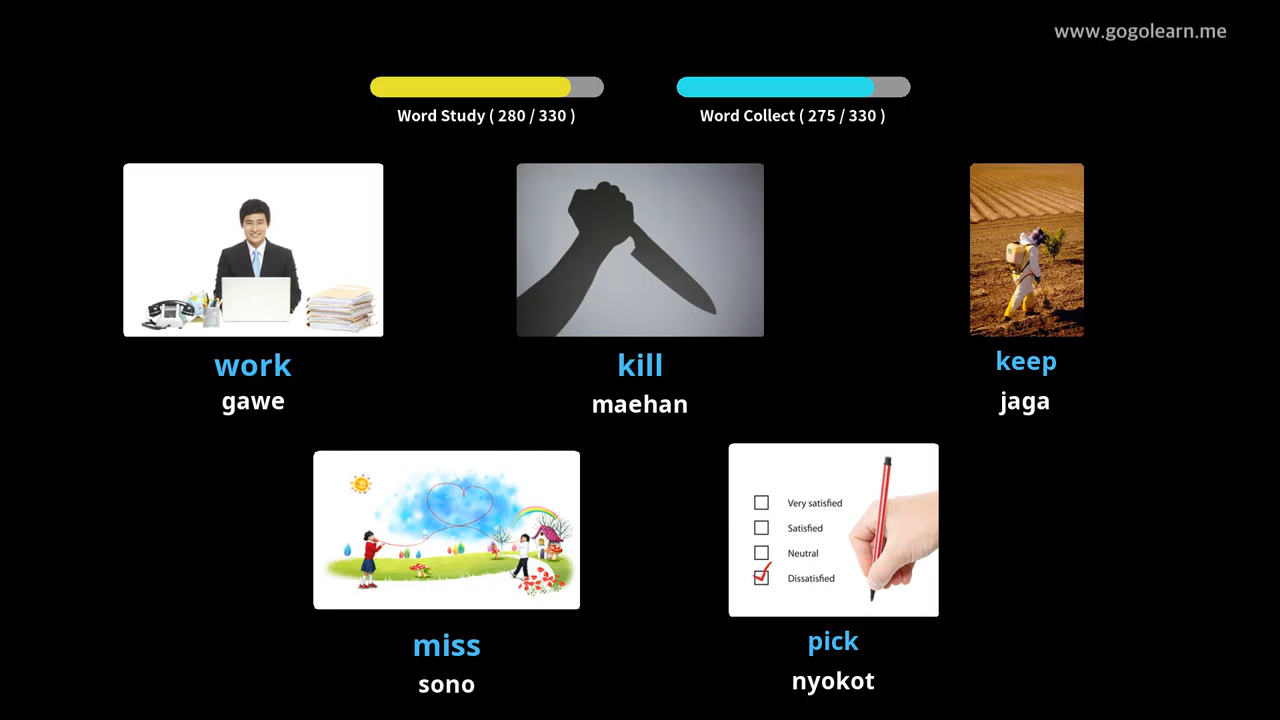 www.gogolearn.me
Word Study ( 280 / 330 )
Word Collect ( 275 / 330 )
work
gawe
kill
maehan
keep
jaga
Very satisfied
Satisfied
Neutral
Dissatisfied
miss
sono
pick
nyokot